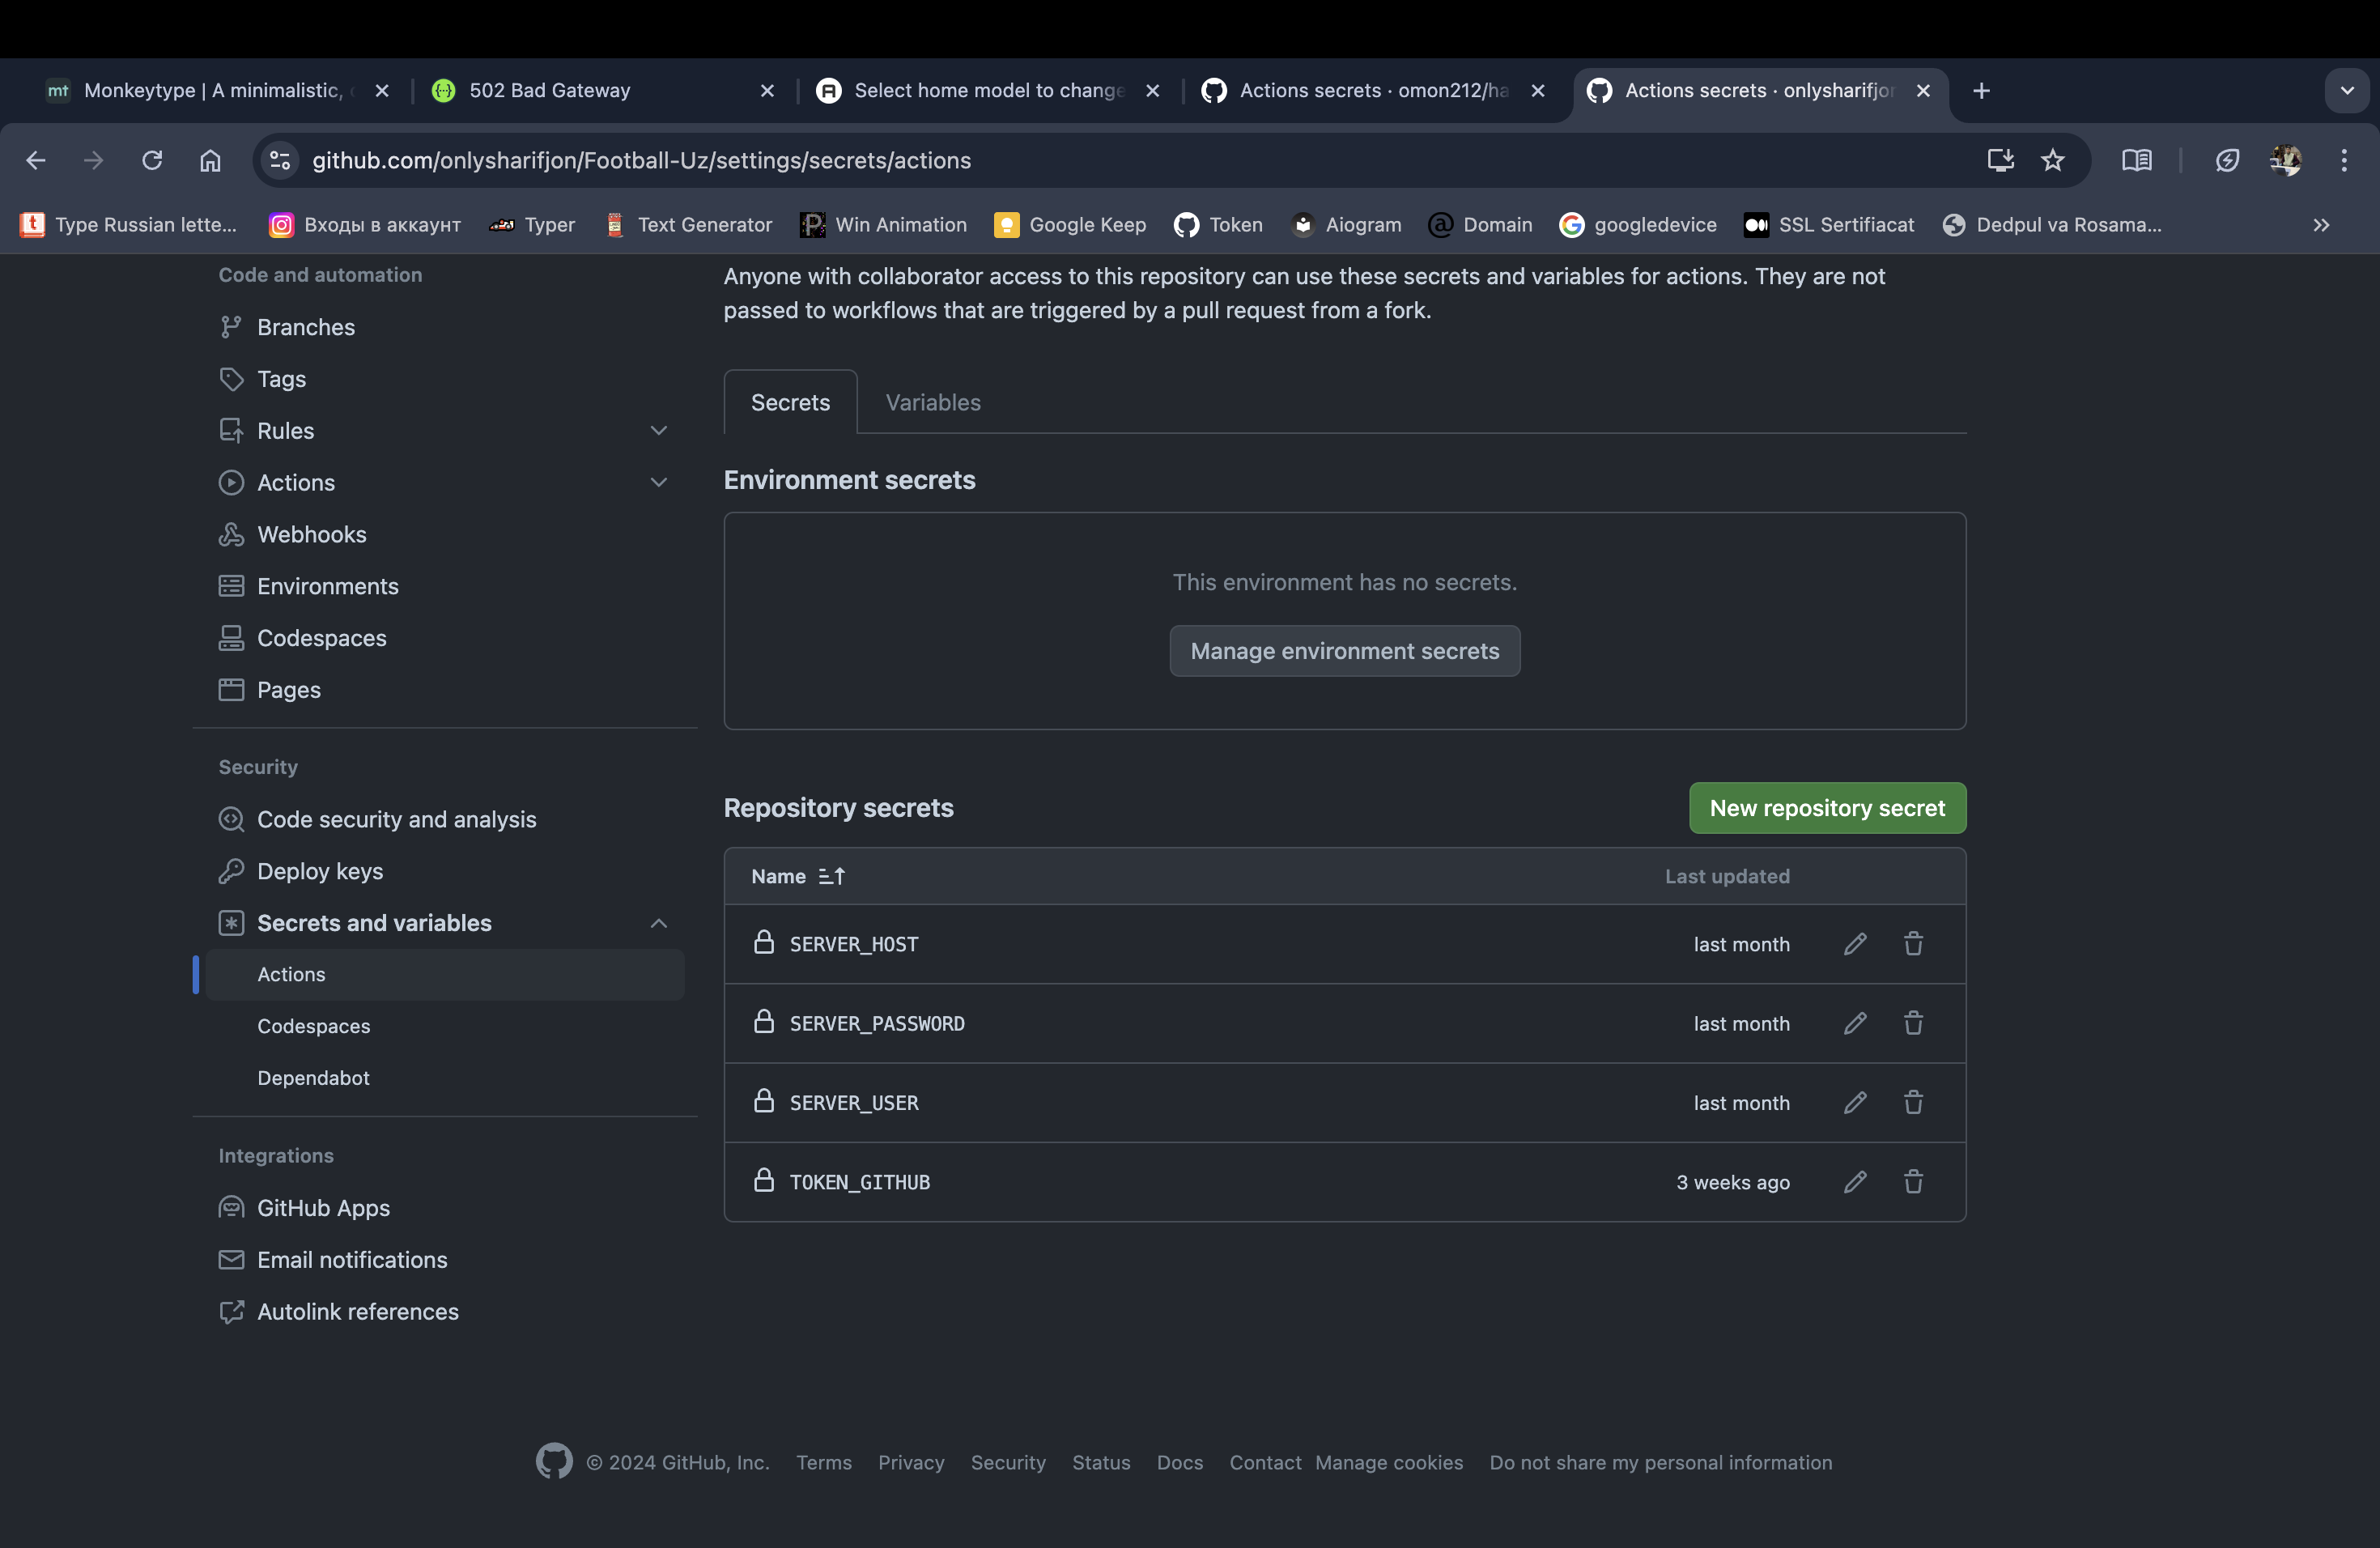 mt Monkeytype | A minimalistic,
502 Bad Gateway
Select home model to change
Actions secrets · omon212/ha
Actions secrets · onlysharifjon
github.com/onlysharifjon/Football-Uz/settings/secrets/actions
Type Russian lette...
Входы в аккаунт
Typer
Text Generator
Win Animation
Google Keep
Token
Aiogram
Domain
googledevice
SSL Sertifiacat
Dedpul va Rosama...
Code and automation
Branches
Tags
Rules
Actions
Webhooks
Environments
Codespaces
Pages
Security
Code security and analysis
Deploy keys
Secrets and variables
Actions
Codespaces
Dependabot
Integrations
GitHub Apps
Email notifications
Autolink references
Anyone with collaborator access to this repository can use these secrets and variables for actions. They are not
passed to workflows that are triggered by a pull request from a fork.
Secrets Variables
Environment secrets
This environment has no secrets.
Manage environment secrets
Repository secrets New repository secret
Name Last updated
SERVER_HOST last month
SERVER_PASSWORD last month
SERVER_USER last month
TOKEN_GITHUB 3 weeks ago
© 2024 GitHub, Inc. Terms Privacy Security Status Docs Contact Manage cookies Do not share my personal information